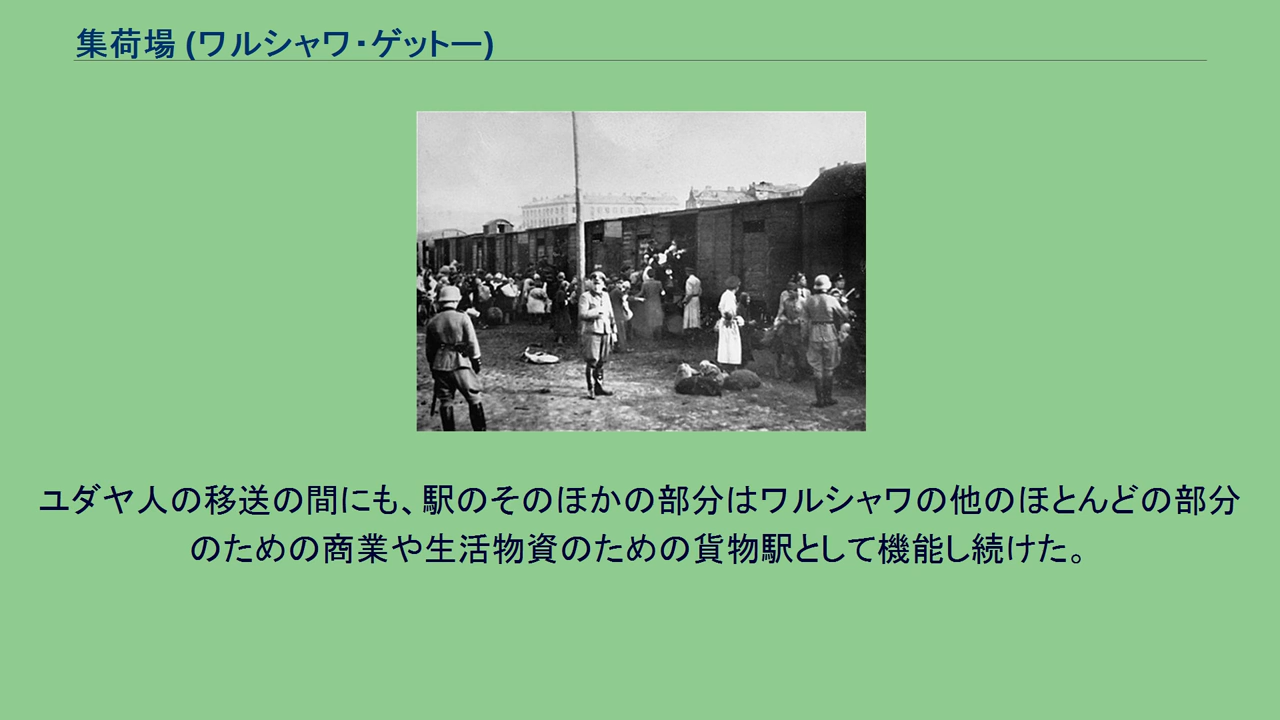 集荷場 (ワルシャワ・ゲットー)
ユダヤ人の移送の間にも、駅のそのほかの部分はワルシャワの他のほとんどの部分
のための商業や生活物資のための貨物駅として機能し続けた。